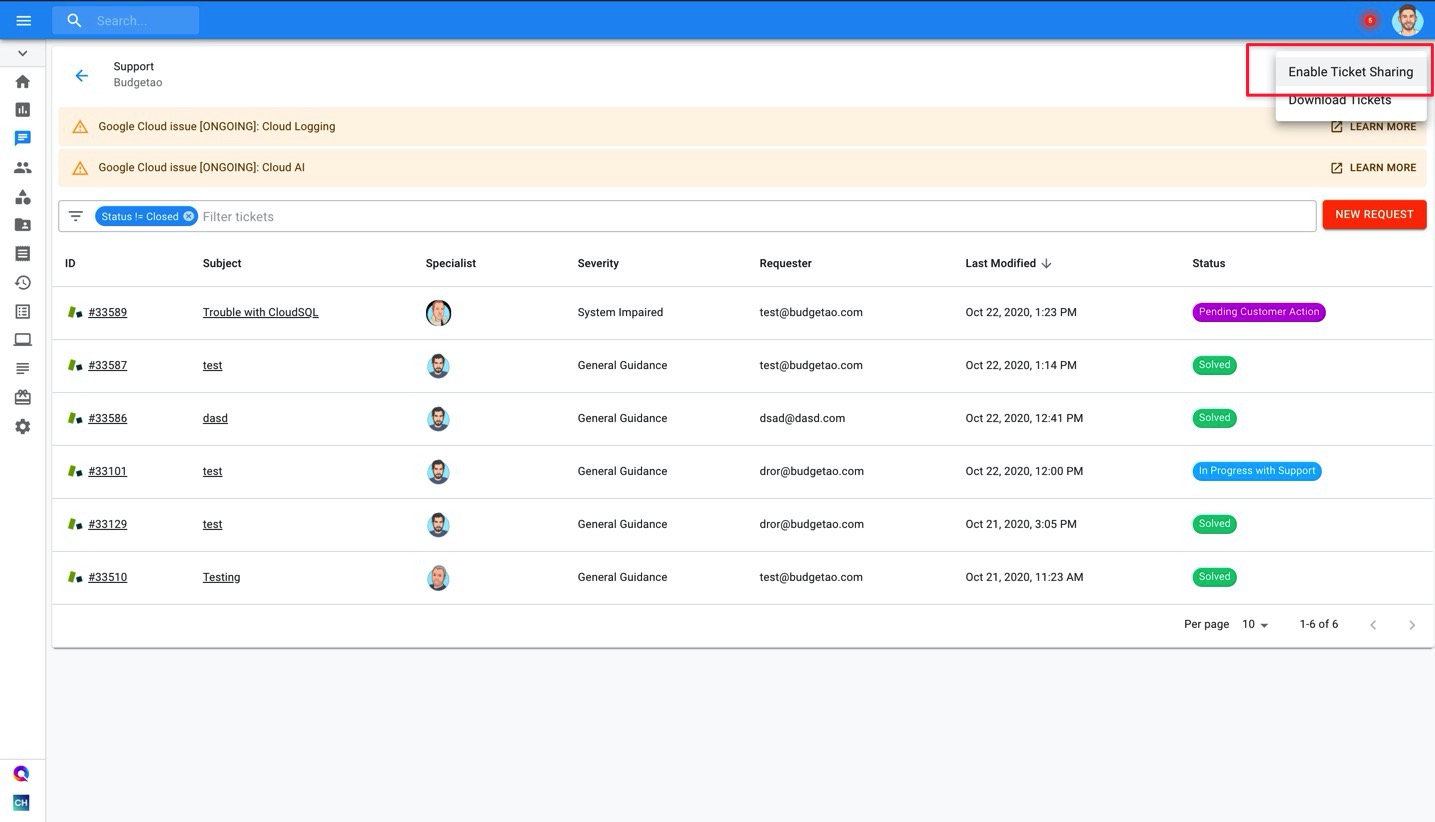 Search...
5
Support
Budgetao
Enable Ticket Sharing
Download Tickets
Google Cloud issue [ONGOING]: Cloud Logging
LEARN MORE
Google Cloud issue [ONGOING]: Cloud AI
LEARN MORE
Status != Closed Filter tickets
NEW REQUEST
ID Subject Specialist Severity Requester Last Modified Status
#33589 Trouble with CloudSQL System Impaired test@budgetao.com Oct 22, 2020, 1:23 PM Pending Customer Action
#33587 test General Guidance test@budgetao.com Oct 22, 2020, 1:14 PM Solved
#33586 dasd General Guidance dsad@dasd.com Oct 22, 2020, 12:41 PM Solved
#33101 test General Guidance dror@budgetao.com Oct 22, 2020, 12:00 PM In Progress with Support
#33129 test General Guidance dror@budgetao.com Oct 21, 2020, 3:05 PM Solved
#33510 Testing General Guidance test@budgetao.com Oct 21, 2020, 11:23 AM Solved
Per page 10 1-6 of 6
CH